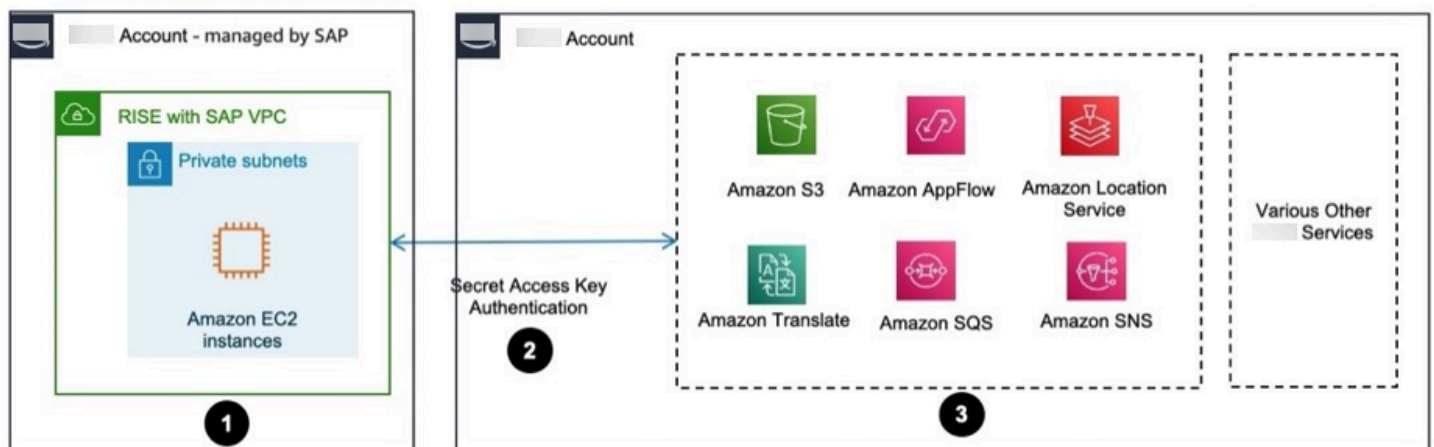 Account - managed by SAP
RISE with SAP VPC
Private subnets
Amazon EC2
instances
1
Secret Access Key
Authentication
2
Account
Amazon S3
Amazon AppFlow
Amazon Location
Service
Amazon Translate
Amazon SQS
Amazon SNS
3
Various Other
Services